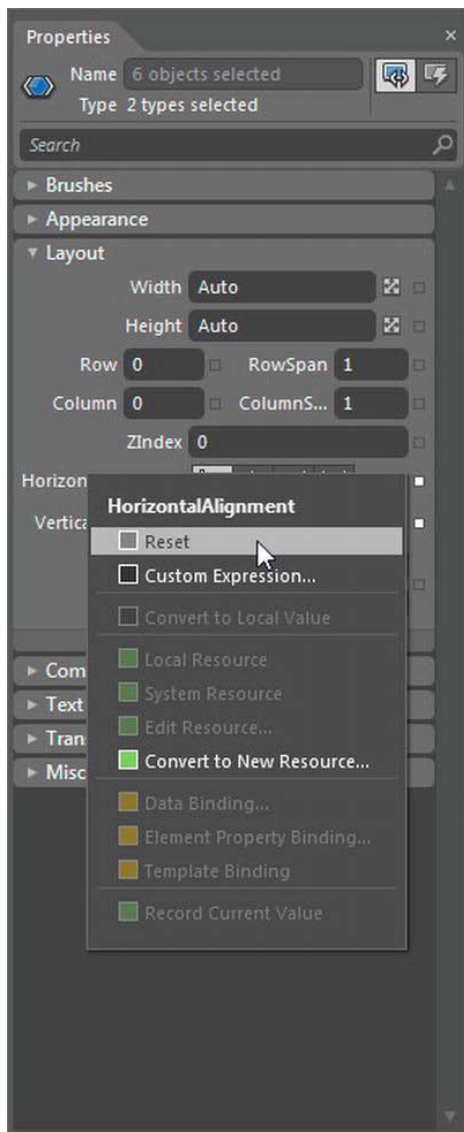 Properties
Name 6 objects selected
Type 2 types selected
Search
Brushes
Appearance
Layout
Width Auto
Height Auto
Row 0 RowSpan 1
Column 0 ColumnS... 1
ZIndex 0
Horizon
Vertica
HorizontalAlignment
Reset
Custom Expression...
Convert to Local Value
Local Resource
System Resource
Edit Resource...
Convert to New Resource...
Data Binding...
Element Property Binding...
Template Binding
Record Current Value
Com
Text
Tran
Misc